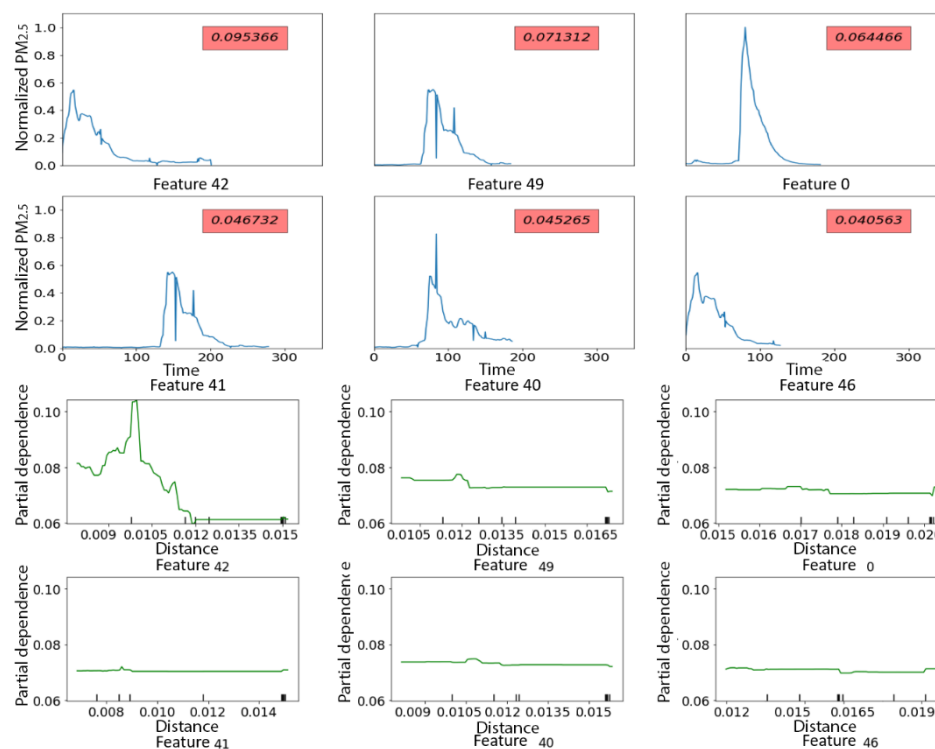 Normalized PM2.5
1.0
0.8
0.6
0.4
0.2
0.0
0.095366
0.071312
0.064466
Feature 42
Feature 49
Feature 0
Normalized PM2.5
1.0
0.8
0.6
0.4
0.2
0.0
0.046732
0.045265
0.040563
0 100 200 300
0 100 200 300
0 100 200 300
Time
Time
Time
Feature 41
Feature 40
Feature 46
Partial dependence
0.10
0.08
0.06
0.009 0.0105 0.012 0.0135 0.015
Distance
Feature 42
Partial dependence
0.10
0.08
0.06
0.0105 0.012 0.0135 0.015 0.0165
Distance
Feature 49
Partial dependence
0.10
0.08
0.06
0.015 0.016 0.017 0.018 0.019 0.020
Distance
Feature 0
Partial dependence
0.10
0.08
0.06
0.008 0.010 0.012 0.014
Distance
Feature 41
Partial dependence
0.10
0.08
0.06
0.009 0.0105 0.012 0.0135 0.015
Distance
Feature 40
Partial dependence
0.10
0.08
0.06
0.012 0.015 0.0165 0.019
Distance
Feature 46